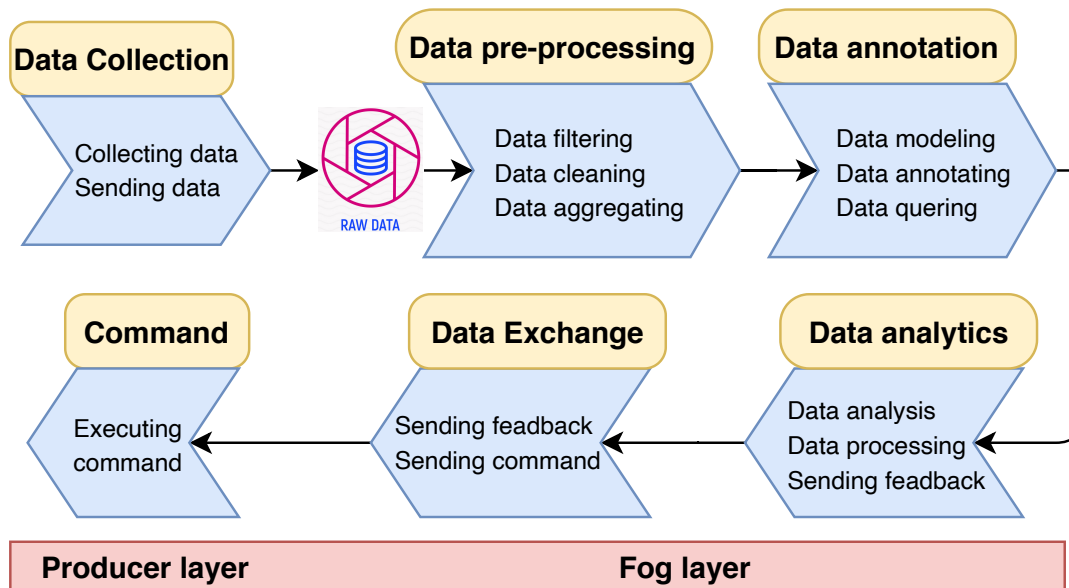 Data Collection
Collecting data
Sending data
RAW DATA
Data pre-processing
Data filtering
Data cleaning
Data aggregating
Data annotation
Data modeling
Data annotating
Data quering
Command
Executing
command
Data Exchange
Sending feadback
Sending command
Data analytics
Data analysis
Data processing
Sending feadback
Producer layer
Fog layer